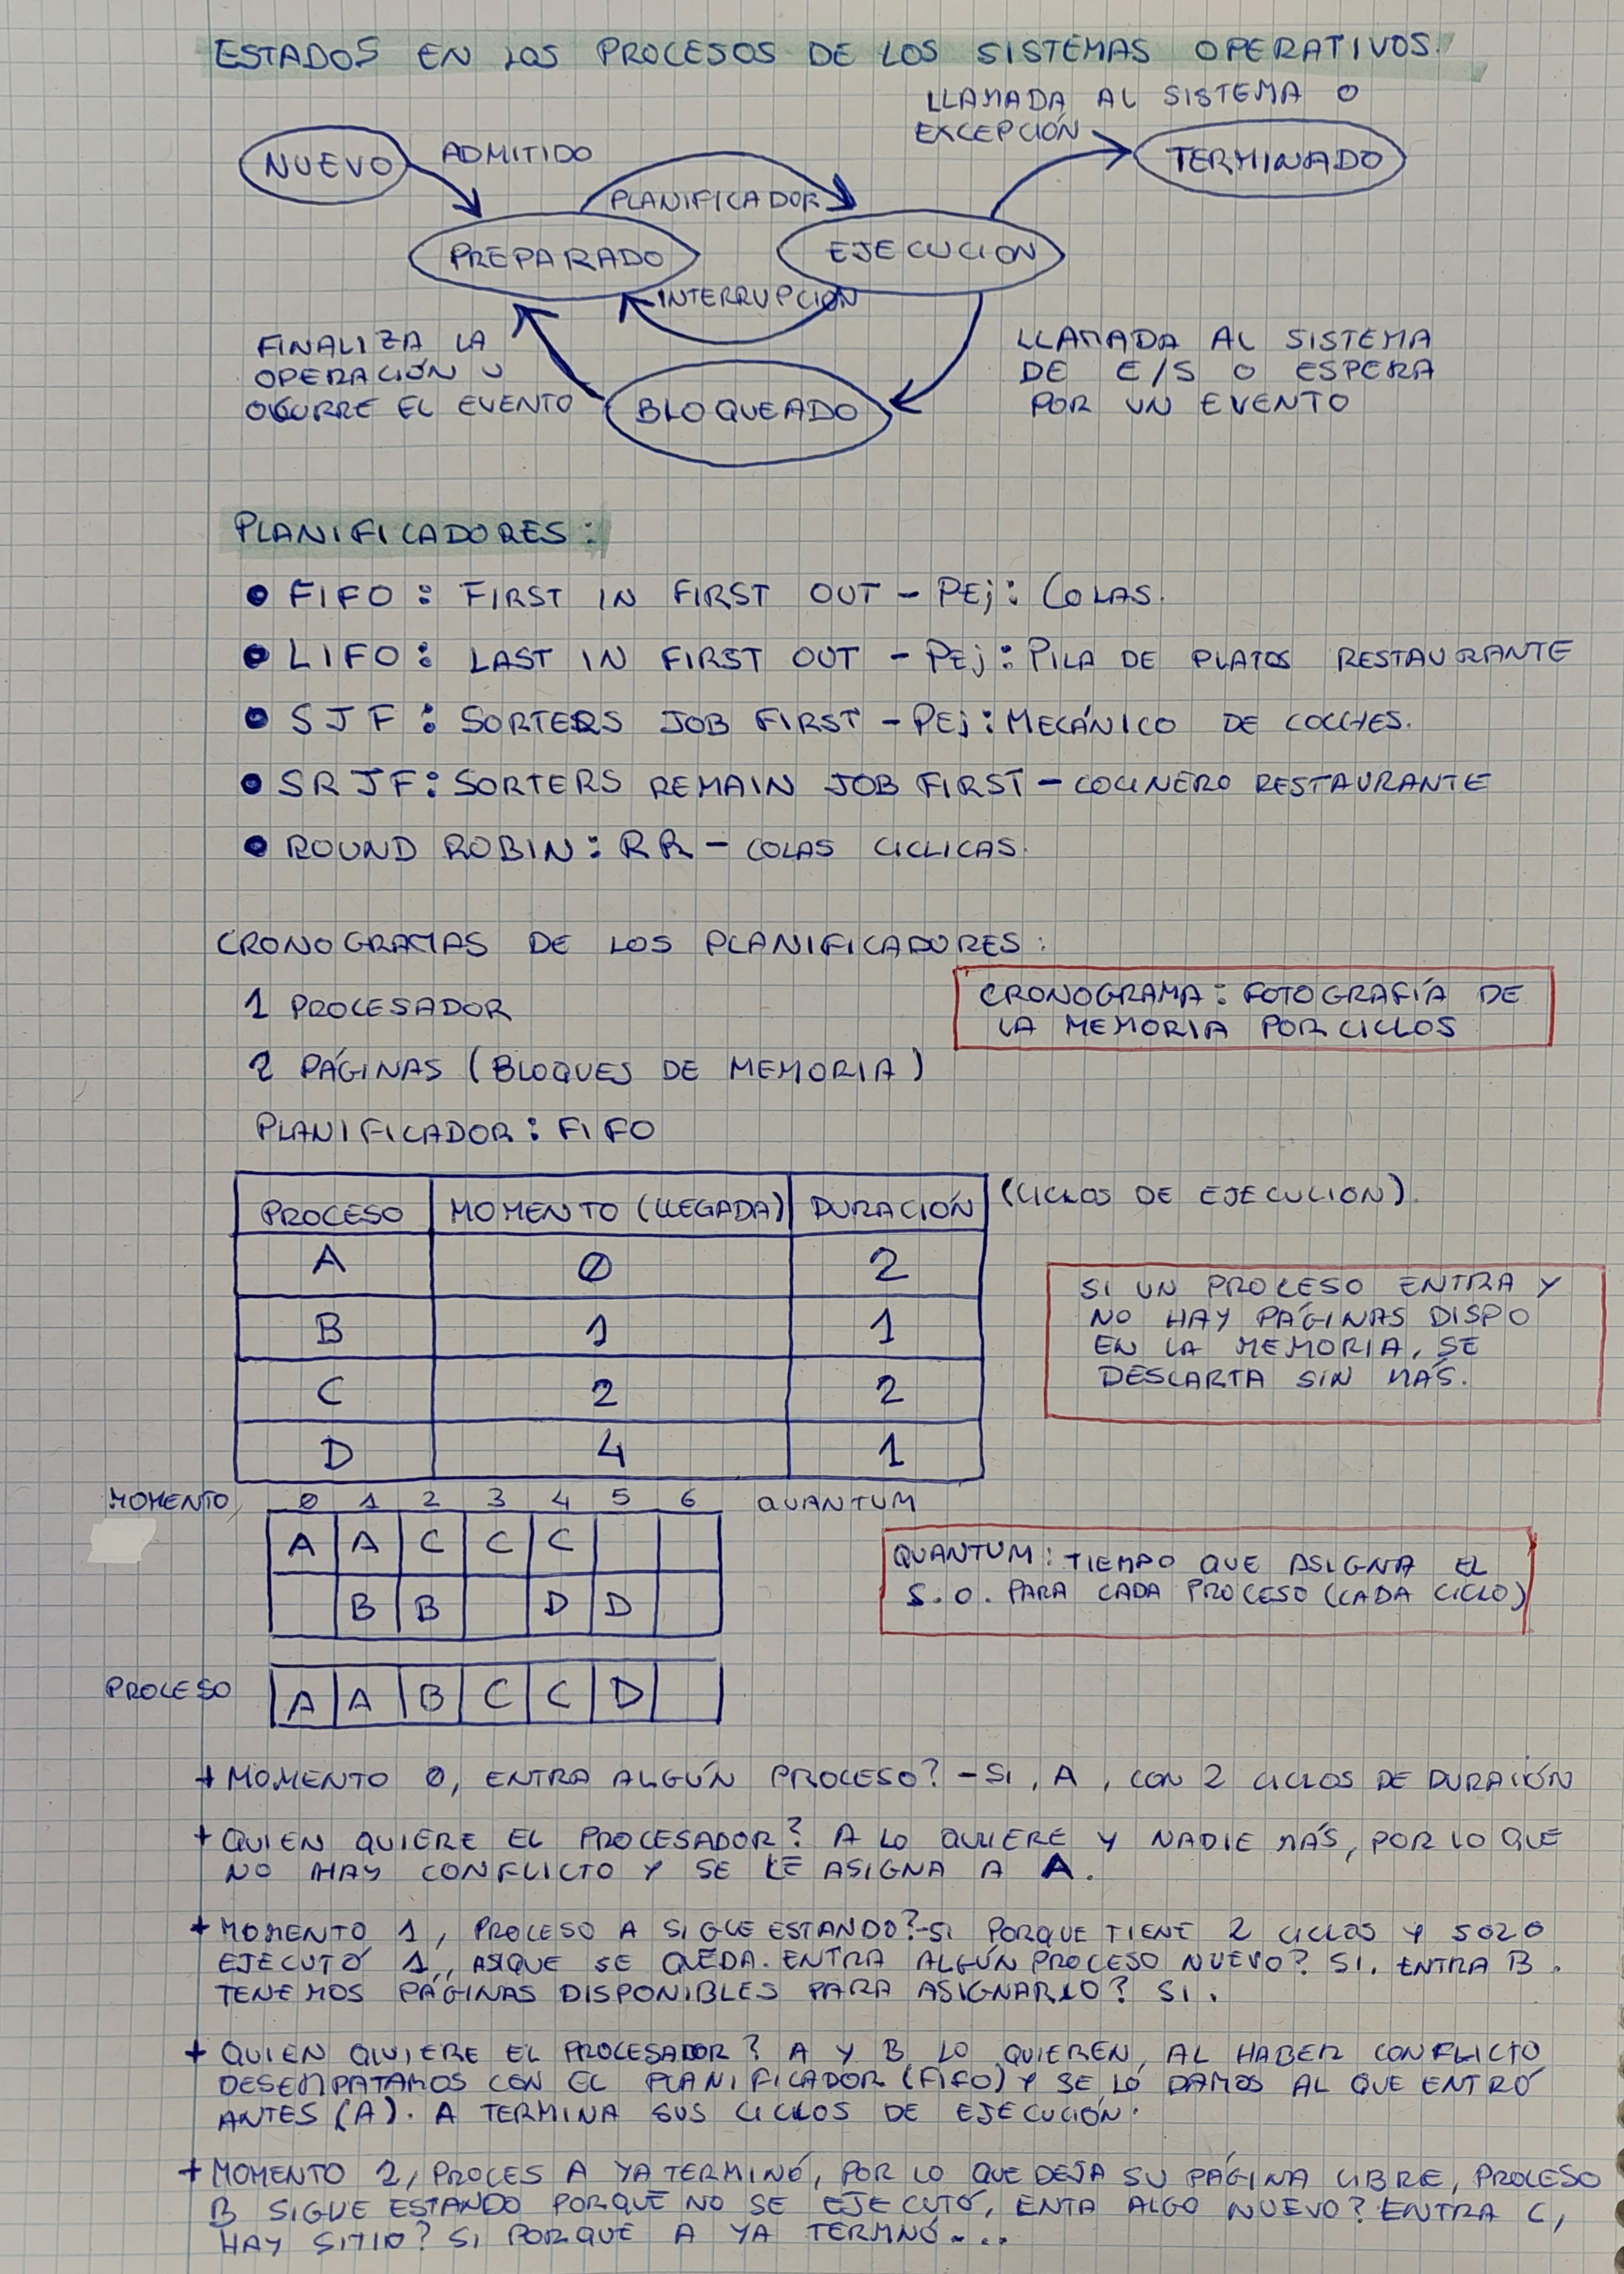 ESTADOS EN LOS PROCESOS DE LOS SISTEMAS OPERATIVOS.
LLAMADA AL SISTEMA O
EXCEPCIÓN
NUEVO
ADMITIDO
TERMINADO
PLANIFICADOR
PREPARADO
EJECUCION
INTERRUPCIÓN
FINALIZA LA
OPERACIÓN U
OCURRE EL EVENTO
BLOQUEADO
LLAMADA AL SISTEMA
DE E/S O ESPERA
POR UN EVENTO
PLANIFICADORES:
● FIFO: FIRST IN FIRST OUT - PEj: COLAS.
● LIFO: LAST IN FIRST OUT - PEj: PILA DE PLATOS RESTAURANTE
● SJF: SORTERS JOB FIRST - PEj: MECÁNICO DE COCHES.
● SRJF: SORTERS REMAIN JOB FIRST - COCINERO RESTAURANTE
● ROUND ROBIN: RR - COLAS CICLICAS.
CRONOGRAMAS DE LOS PLANIFICADORES:
1 PROCESADOR
CRONOGRAMA: FOTOGRAFÍA DE
LA MEMORIA POR CICLOS
2 PÁGINAS (BLOQUES DE MEMORIA)
PLANIFICADOR: FIFO
PROCESO MOMENTO (LLEGADA) DURACIÓN (CICLOS DE EJECUCION).
A 0 2
B 1 1
C 2 2
D 4 1
SI UN PROCESO ENTRA Y
NO HAY PÁGINAS DISPO
EN LA MEMORIA, SE
DESCARTA SIN MÁS.
MOMENTO, 0 1 2 3 4 5 6 QUANTUM
A A C C C
B B D D
QUANTUM: TIEMPO QUE ASIGNA EL
S.O. PARA CADA PROCESO (CADA CICLO)
PROCESO A A B C C D
+ MOMENTO 0, ENTRA ALGÚN PROCESO? - SI, A, CON 2 CICLOS DE DURACIÓN
+ QUIEN QUIERE EL PROCESADOR? A LO QUIERE Y NADIE MÁS, POR LO QUE
NO HAY CONFLICTO Y SE LE ASIGNA A A.
+ MOMENTO 1, PROCESO A SIGUE ESTANDO? - SI PORQUE TIENE 2 CICLOS Y SOLO
EJECUTÓ 1, ASIQUE SE QUEDA. ENTRA ALGÚN PROCESO NUEVO? SI. ENTRA B.
TENEMOS PÁGINAS DISPONIBLES PARA ASIGNARLO? SI.
+ QUIEN QUIERE EL PROCESADOR? A Y B LO QUIEREN, AL HABER CONFLICTO
DESEMPATAMOS CON EL PLANIFICADOR (FIFO) Y SE LO DAMOS AL QUE ENTRÓ
ANTES (A). A TERMINA SUS CICLOS DE EJECUCIÓN.
+ MOMENTO 2, PROCES A YA TERMINÓ, POR LO QUE DEJA SU PÁGINA LIBRE, PROCESO
B SIGUE ESTANDO PORQUE NO SE EJECUTÓ, ENTA ALGO NUEVO? ENTRA C,
HAY SITIO? SI PORQUE A YA TERMNÓ...